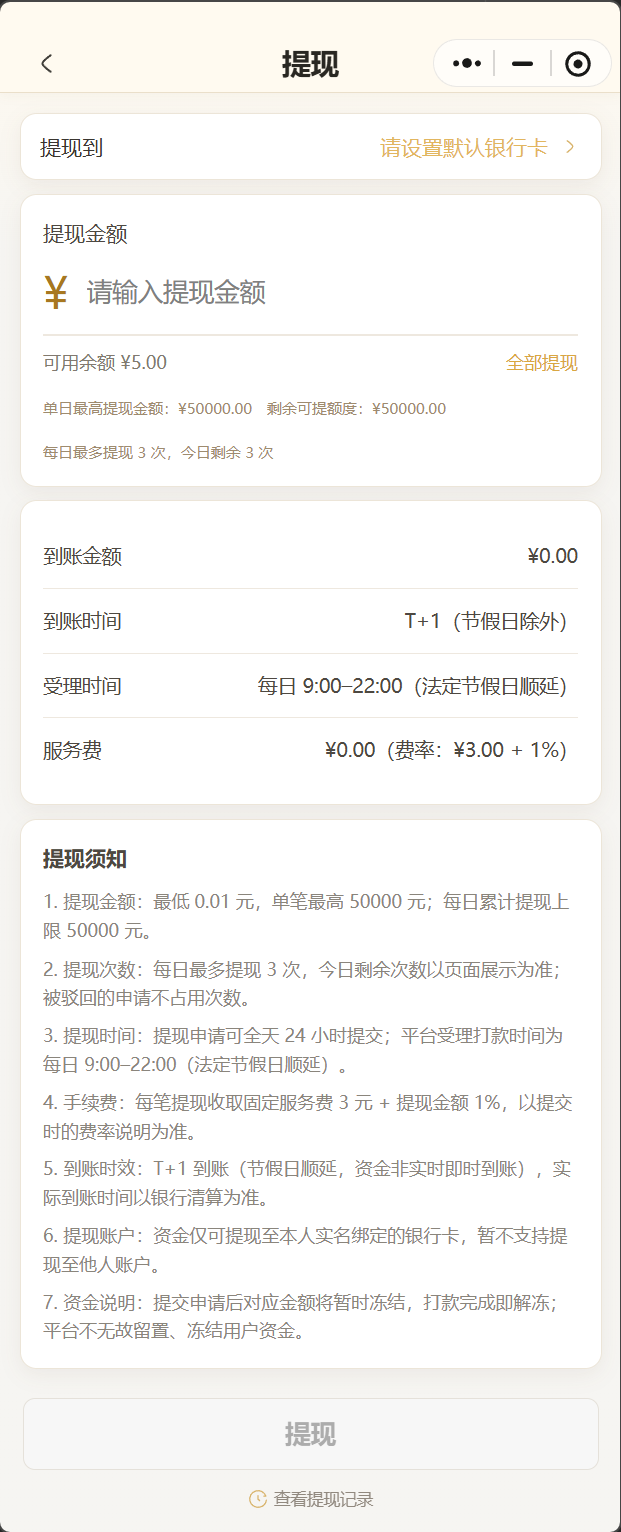 提现
提现到 请设置默认银行卡
提现金额
¥ 请输入提现金额
可用余额 ¥5.00 全部提现
单日最高提现金额：¥50000.00 剩余可提额度：¥50000.00
每日最多提现 3 次，今日剩余 3 次
到账金额 ¥0.00
到账时间 T+1（节假日除外）
受理时间 每日 9:00–22:00（法定节假日顺延）
服务费 ¥0.00（费率：¥3.00 + 1%）
提现须知
1. 提现金额：最低 0.01 元，单笔最高 50000 元；每日累计提现上
限 50000 元。
2. 提现次数：每日最多提现 3 次，今日剩余次数以页面展示为准；
被驳回的申请不占用次数。
3. 提现时间：提现申请可全天 24 小时提交；平台受理打款时间为
每日 9:00–22:00（法定节假日顺延）。
4. 手续费：每笔提现收取固定服务费 3 元 + 提现金额 1%，以提交
时的费率说明为准。
5. 到账时效：T+1 到账（节假日顺延，资金非实时即时到账），实
际到账时间以银行清算为准。
6. 提现账户：资金仅可提现至本人实名绑定的银行卡，暂不支持提
现至他人账户。
7. 资金说明：提交申请后对应金额将暂时冻结，打款完成即解冻；
平台不无故留置、冻结用户资金。
提现
查看提现记录